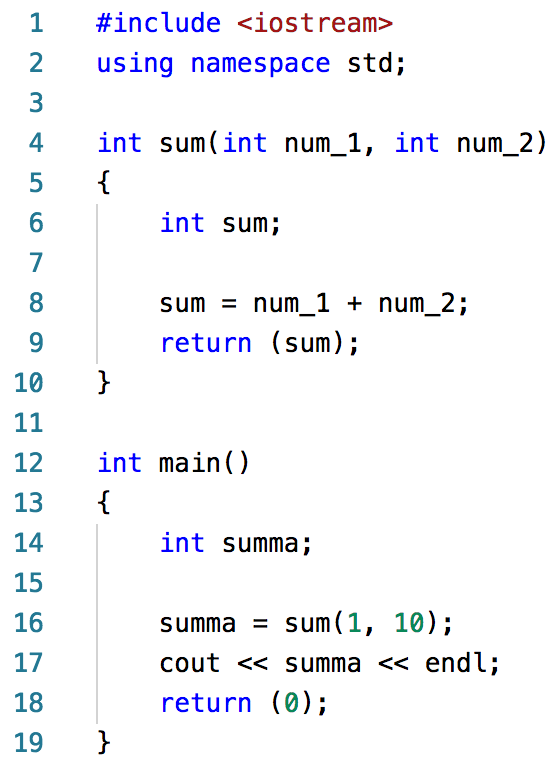 1 #include <iostream>
2 using namespace std;
3
4 int sum(int num_1, int num_2)
5 {
6     int sum;
7
8     sum = num_1 + num_2;
9     return (sum);
10 }
11
12 int main()
13 {
14     int summa;
15
16     summa = sum(1, 10);
17     cout << summa << endl;
18     return (0);
19 }